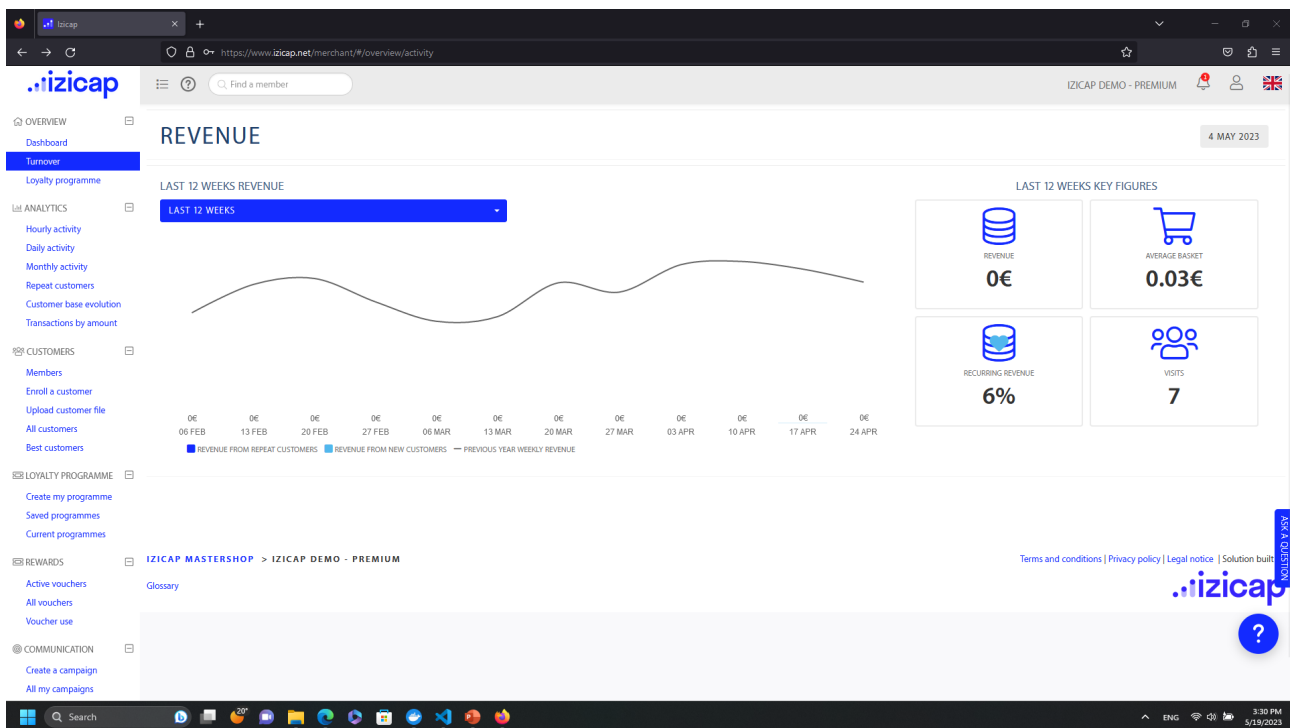 Izicap
https://www.izicap.net/merchant/#/overview/activity
izicap
Find a member
IZICAP DEMO - PREMIUM
1
OVERVIEW
Dashboard
Turnover
Loyalty programme
ANALYTICS
Hourly activity
Daily activity
Monthly activity
Repeat customers
Customer base evolution
Transactions by amount
CUSTOMERS
Members
Enroll a customer
Upload customer file
All customers
Best customers
LOYALTY PROGRAMME
Create my programme
Saved programmes
Current programmes
REWARDS
Active vouchers
All vouchers
Voucher use
COMMUNICATION
Create a campaign
All my campaigns
REVENUE
4 MAY 2023
LAST 12 WEEKS REVENUE
LAST 12 WEEKS
0€ 0€ 0€ 0€ 0€ 0€ 0€ 0€ 0€ 0€ 0€ 0€
06 FEB 13 FEB 20 FEB 27 FEB 06 MAR 13 MAR 20 MAR 27 MAR 03 APR 10 APR 17 APR 24 APR
REVENUE FROM REPEAT CUSTOMERS REVENUE FROM NEW CUSTOMERS PREVIOUS YEAR WEEKLY REVENUE
LAST 12 WEEKS KEY FIGURES
REVENUE
0€
AVERAGE BASKET
0.03€
RECURRING REVENUE
6%
VISITS
7
ASK A QUESTION
IZICAP MASTERSHOP > IZICAP DEMO - PREMIUM
Terms and conditions | Privacy policy | Legal notice | Solution built
Glossary
izicap
?
Search
20°
ENG
3:30 PM
5/19/2023